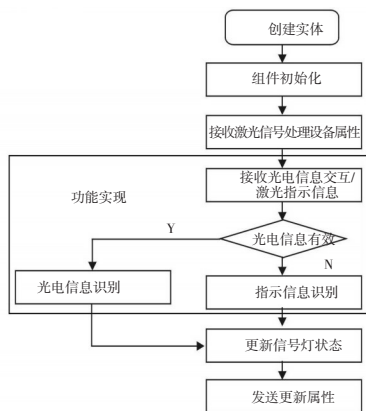 创建实体
组件初始化
接收激光信号处理设备属性
接收光电信息交互/
激光指示信息
功能实现
Y
光电信息有效
N
光电信息识别
指示信息识别
更新信号灯状态
发送更新属性